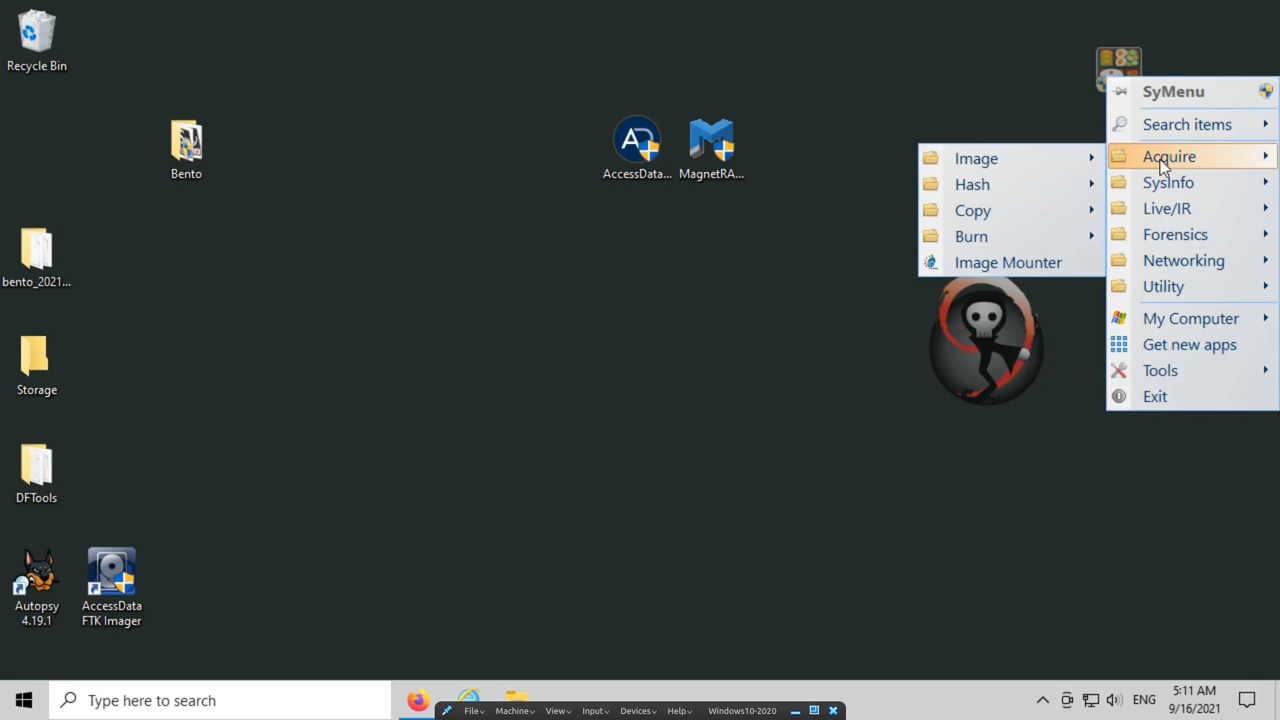 Recycle Bin
Bento
AccessData...
MagnetRA...
bento_2021...
Storage
DFTools
Autopsy
4.19.1
AccessData
FTK Imager
SyMenu
Search items
Acquire
SysInfo
Live/IR
Forensics
Networking
Utility
My Computer
Get new apps
Tools
Exit
Image
Hash
Copy
Burn
Image Mounter
Type here to search
File
Machine
View
Input
Devices
Help
Windows10-2020
ENG
5:11 AM
9/16/2021